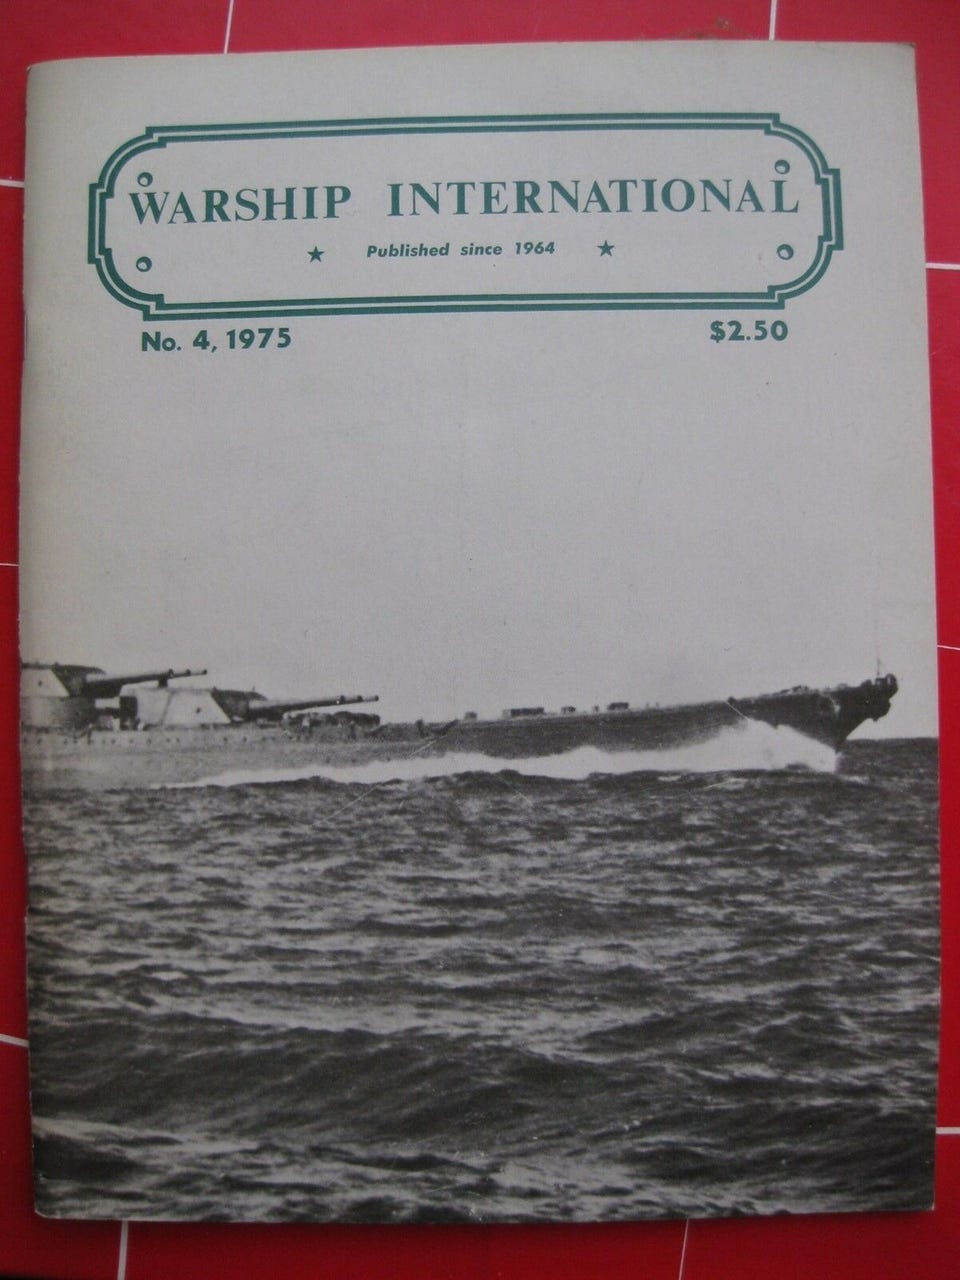 WARSHIP INTERNATIONAL
★ Published since 1964 ★
No. 4, 1975
$2.50